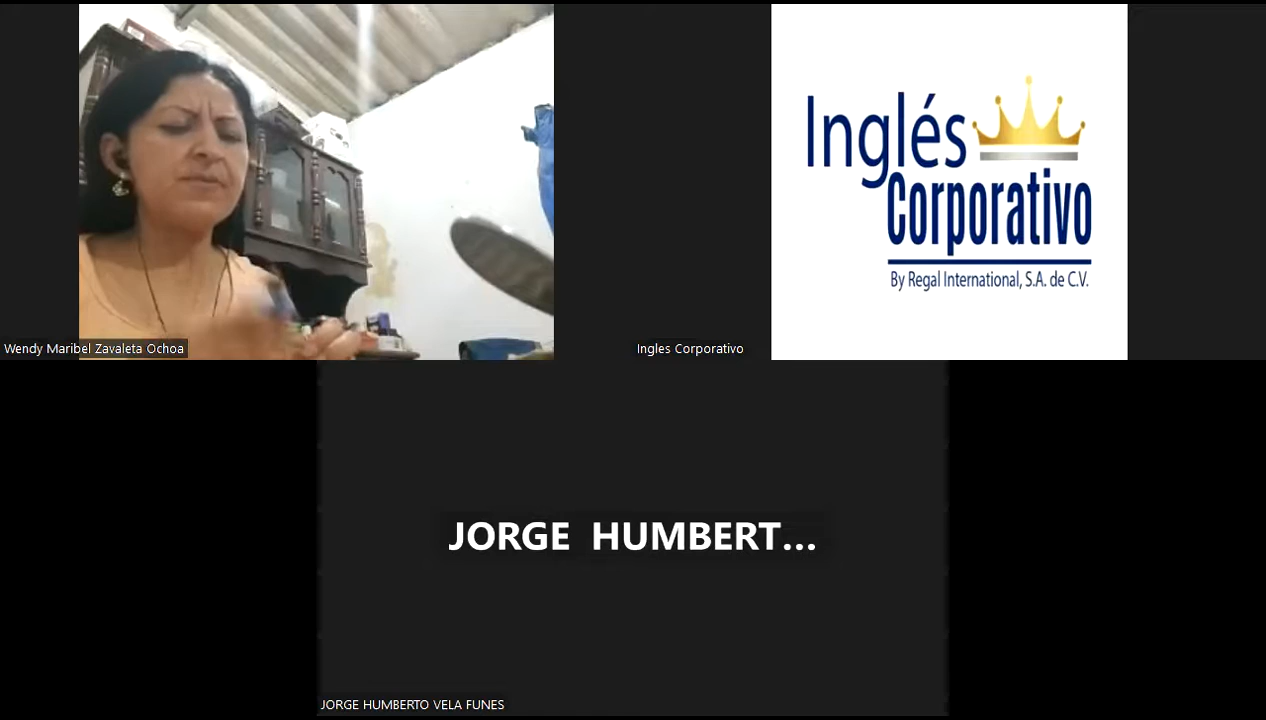 Inglés
Corporativo
By Regal International, S.A. de C.V.
Wendy Maribel Zavaleta Ochoa
Ingles Corporativo
JORGE HUMBERT...
JORGE HUMBERTO VELA FUNES